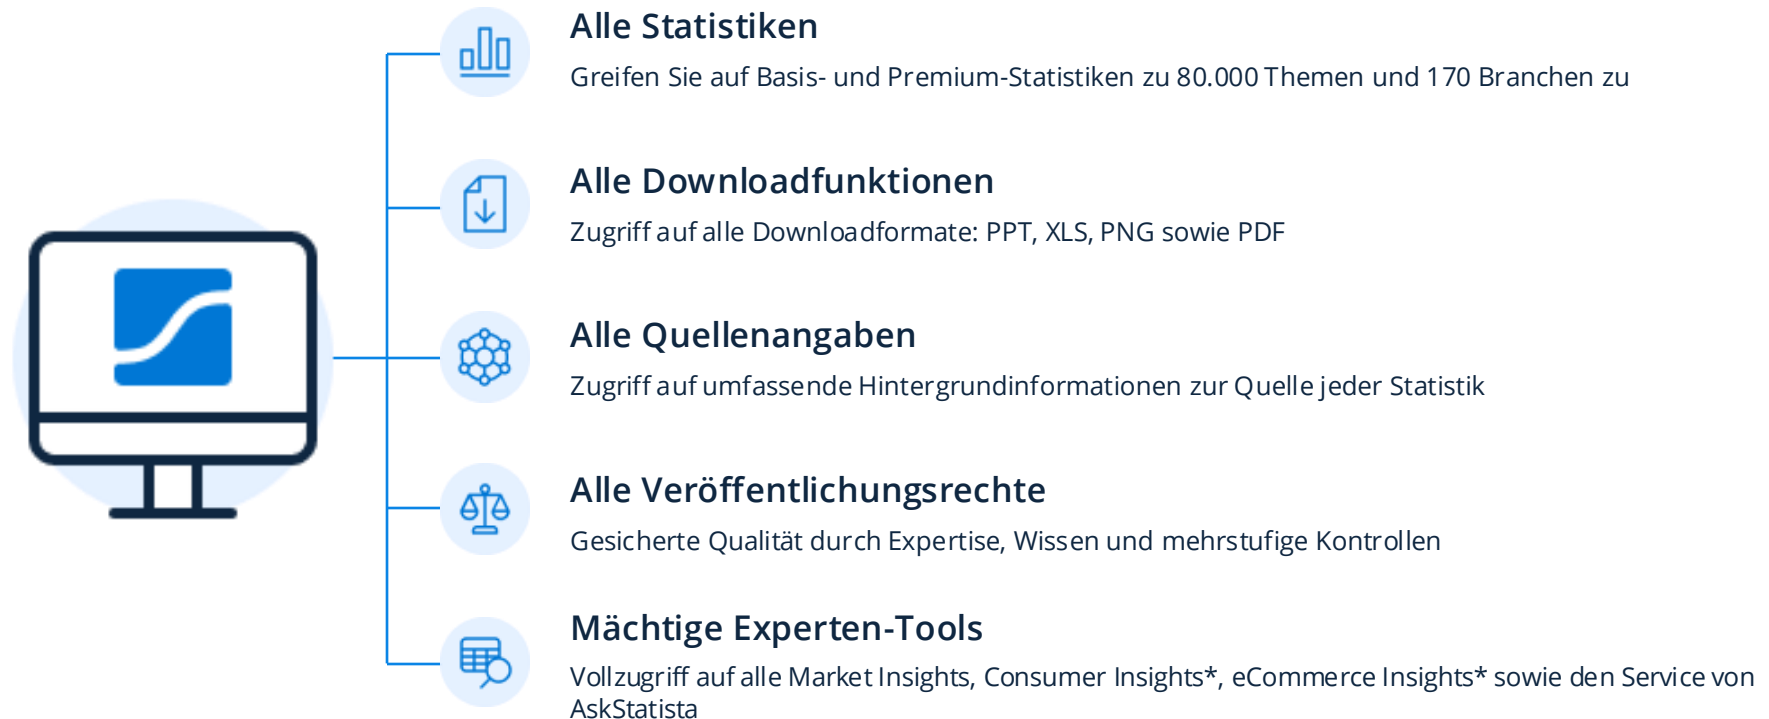 Alle Statistiken
Greifen Sie auf Basis- und Premium-Statistiken zu 80.000 Themen und 170 Branchen zu
Alle Downloadfunktionen
Zugriff auf alle Downloadformate: PPT, XLS, PNG sowie PDF
Alle Quellenangaben
Zugriff auf umfassende Hintergrundinformationen zur Quelle jeder Statistik
Alle Veröffentlichungsrechte
Gesicherte Qualität durch Expertise, Wissen und mehrstufige Kontrollen
Mächtige Experten-Tools
Vollzugriff auf alle Market Insights, Consumer Insights*, eCommerce Insights* sowie den Service von
AskStatista